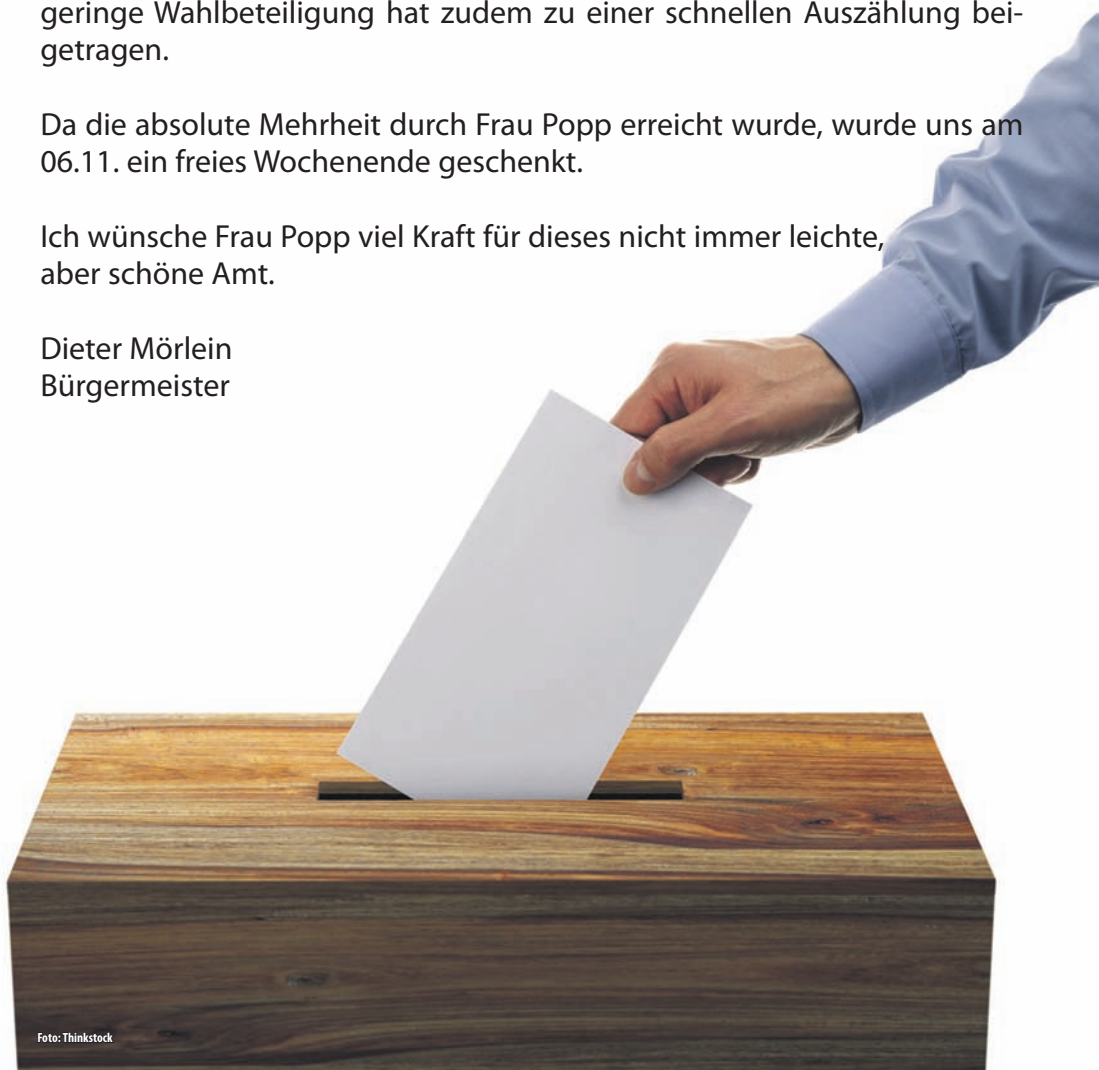 geringe Wahlbeteiligung hat zudem zu einer schnellen Auszählung bei-
getragen.
Da die absolute Mehrheit durch Frau Popp erreicht wurde, wurde uns am
06.11. ein freies Wochenende geschenkt.
Ich wünsche Frau Popp viel Kraft für dieses nicht immer leichte,
aber schöne Amt.
Dieter Mörlein
Bürgermeister
Foto: Thinkstock